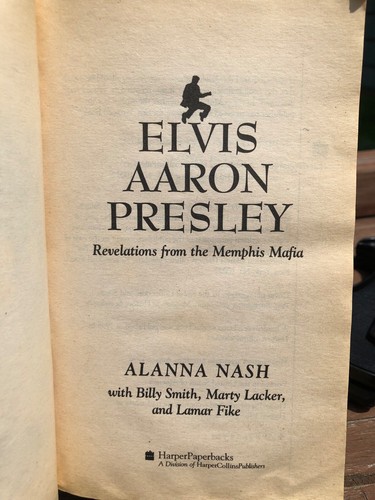 ELVIS
AARON
PRESLEY
Revelations from the Memphis Mafia
ALANNA NASH
with Billy Smith, Marty Lacker,
and Lamar Fike
HarperPaperbacks
A Division of HarperCollinsPublishers